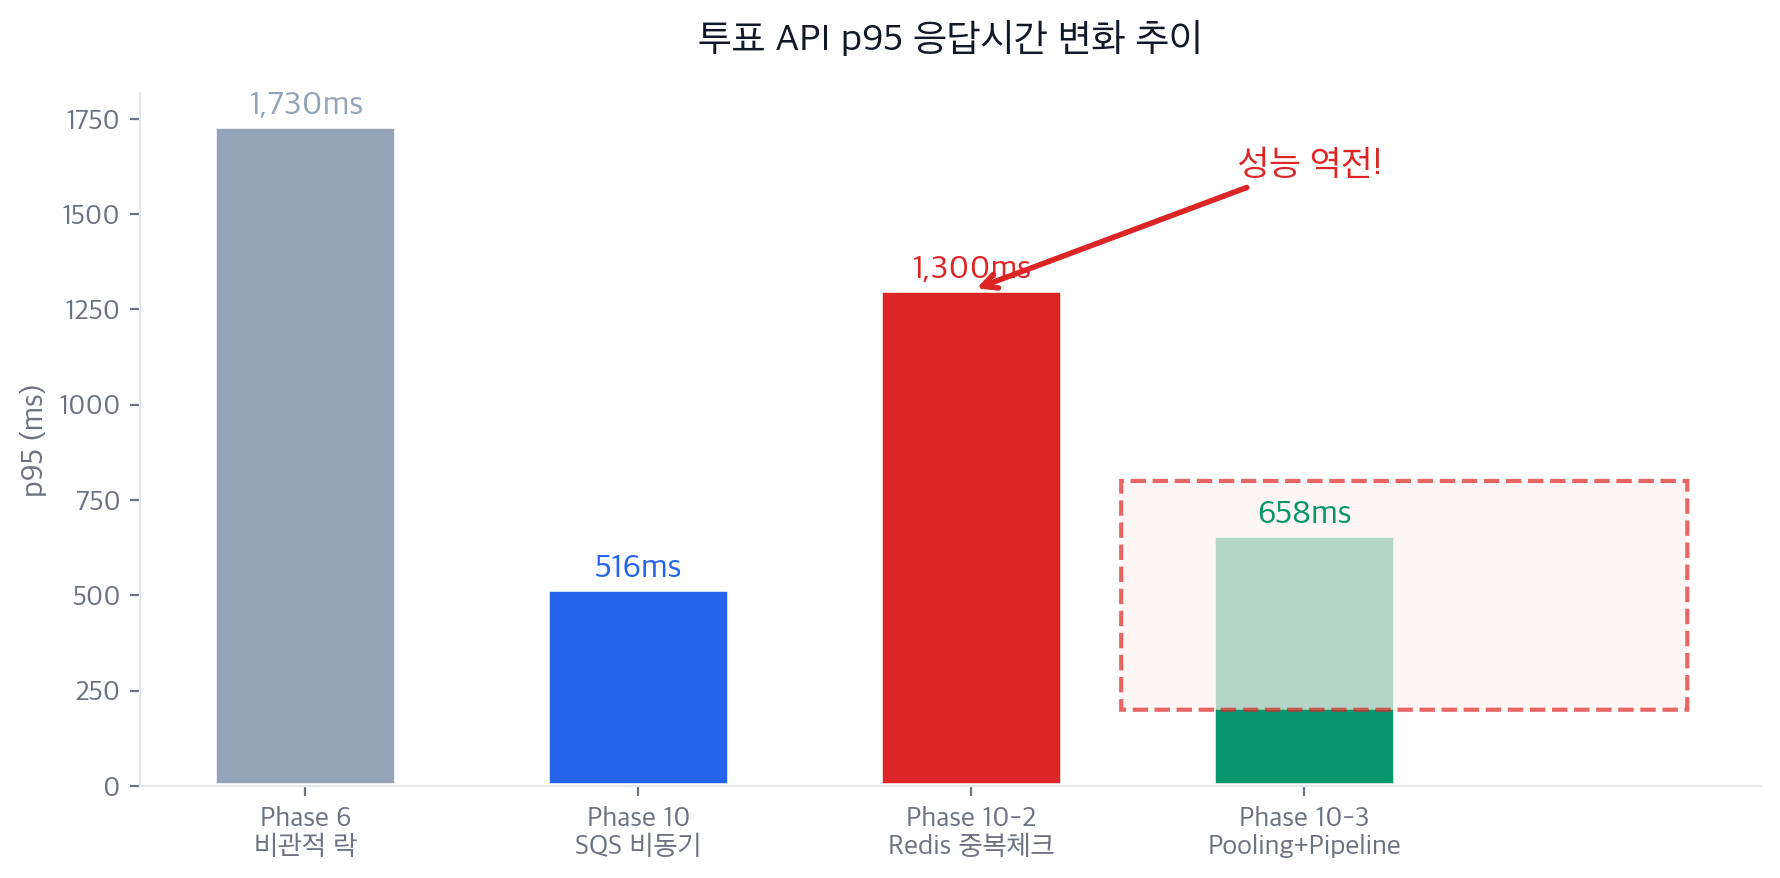 투표 API p95 응답시간 변화 추이
p95 (ms)
1750
1500
1250
1000
750
500
250
0
1,730ms
516ms
1,300ms
658ms
성능 역전!
Phase 6
비관적 락
Phase 10
SQS 비동기
Phase 10-2
Redis 중복체크
Phase 10-3
Pooling+Pipeline